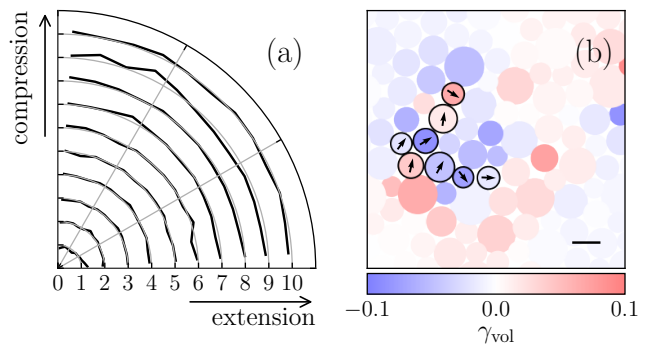 compression
(a)
0 1 2 3 4 5 6 7 8 9 10
extension
(b)
−0.1 0.0 0.1
γvol